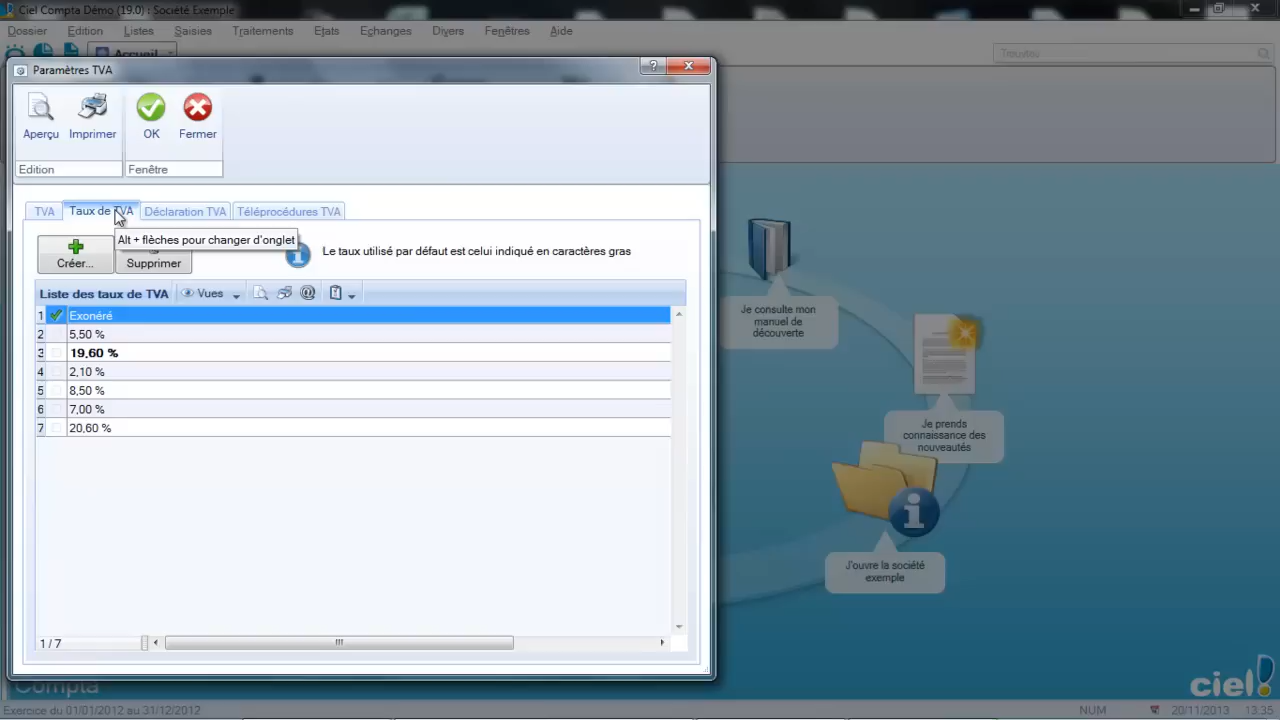 Ciel Compta Démo (19.0) : Société Exemple
Dossier Edition Listes Saisies Traitements Etats Echanges Divers Fenêtres Aide
Accueil
Paramètres TVA
?
Aperçu Imprimer OK Fermer
Edition Fenêtre
TVA Taux de TVA Déclaration TVA Téléprocédures TVA
Alt + flèches pour changer d'onglet
Créer... Supprimer
Le taux utilisé par défaut est celui indiqué en caractères gras
Liste des taux de TVA Vues
1 Exonéré
2 5,50 %
3 19,60 %
4 2,10 %
5 8,50 %
6 7,00 %
7 20,60 %
1 / 7
Je consulte mon
manuel de
découverte
Je prends
connaissance des
nouveautés
J'ouvre la société
exemple
Compta
ciel!
Exercice du 01/01/2012 au 31/12/2012
NUM 20/11/2013 13:35